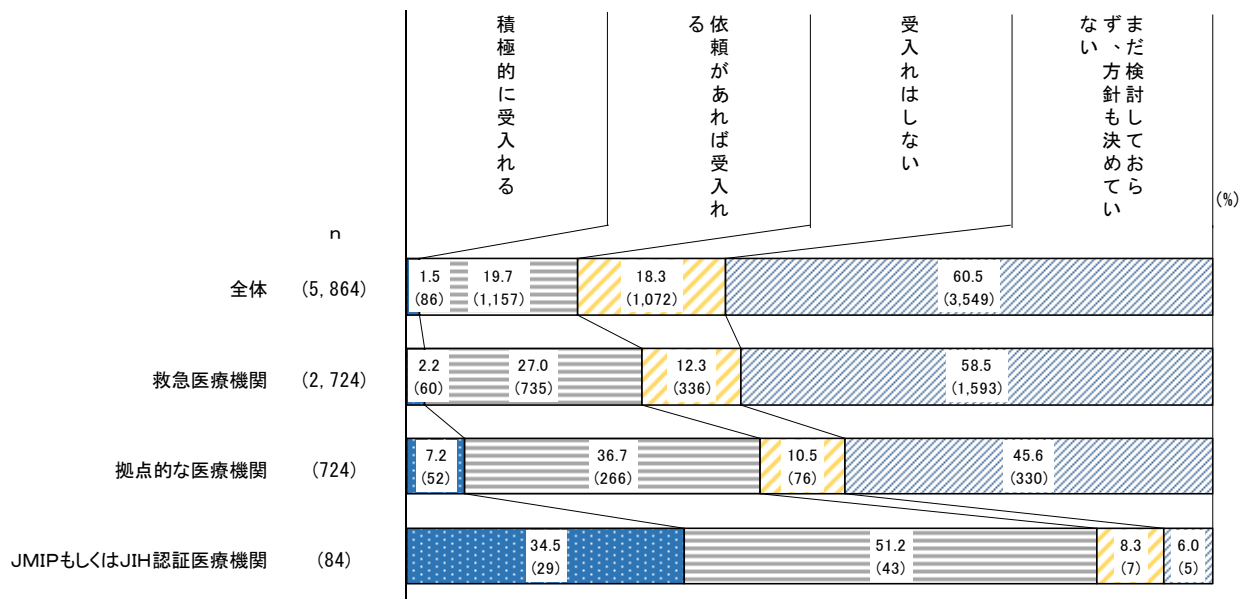 積極的に受入れる
依頼があれば受入れ
る
受入れはしない
まだ検討しておら
ず、方針も決めてい
ない
(%)
n
全体 (5,864) 1.5 19.7 18.3 60.5
(86) (1,157) (1,072) (3,549)
救急医療機関 (2,724) 2.2 27.0 12.3 58.5
(60) (735) (336) (1,593)
拠点的な医療機関 (724) 7.2 36.7 10.5 45.6
(52) (266) (76) (330)
JMIPもしくはJIH認証医療機関 (84) 34.5 51.2 8.3 6.0
(29) (43) (7) (5)